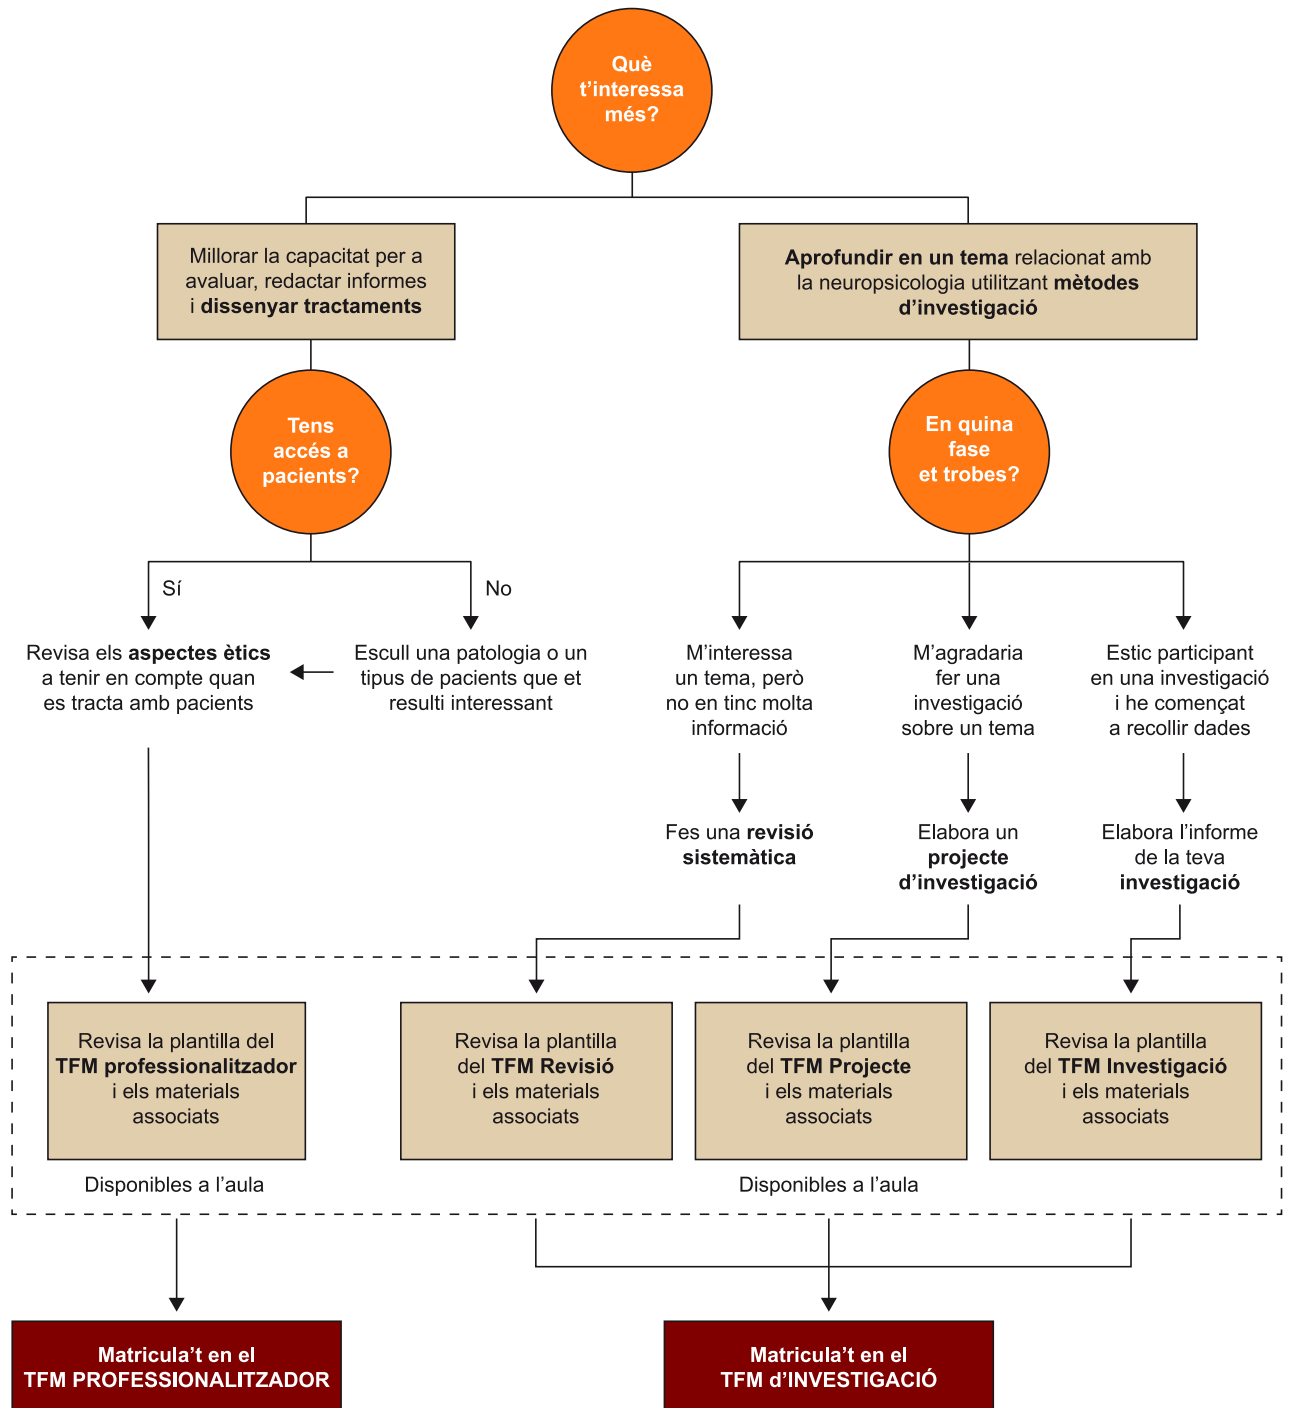 Què
t’interessa
més?
Millorar la capacitat per a
avaluar, redactar informes
i dissenyar tractaments
Aprofundir en un tema relacionat amb
la neuropsicologia utilitzant mètodes
d’investigació
Tens
accés a
pacients?
En quina
fase
et trobes?
Sí
No
Revisa els aspectes ètics
a tenir en compte quan
es tracta amb pacients
Escull una patologia o un
tipus de pacients que et
resulti interessant
M’interessa
un tema, però
no en tinc molta
informació
M’agradaria
fer una
investigació
sobre un tema
Estic participant
en una investigació
i he començat
a recollir dades
Fes una revisió
sistemàtica
Elabora un
projecte
d’investigació
Elabora l’informe
de la teva
investigació
Revisa la plantilla del
TFM professionalitzador
i els materials
associats
Revisa la plantilla
del TFM Revisió
i els materials
associats
Revisa la plantilla
del TFM Projecte
i els materials
associats
Revisa la plantilla
del TFM Investigació
i els materials
associats
Disponibles a l’aula
Disponibles a l’aula
Matricula’t en el
TFM PROFESSIONALITZADOR
Matricula’t en el
TFM d’INVESTIGACIÓ